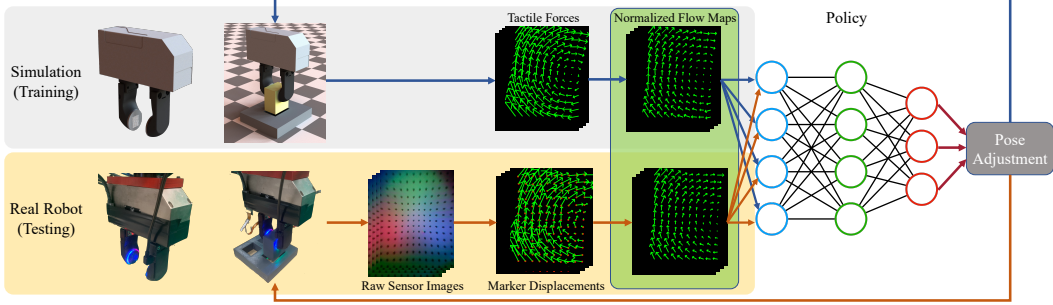 Tactile Forces
Normalized Flow Maps
Policy
Simulation
(Training)
Pose
Adjustment
Real Robot
(Testing)
Raw Sensor Images
Marker Displacements